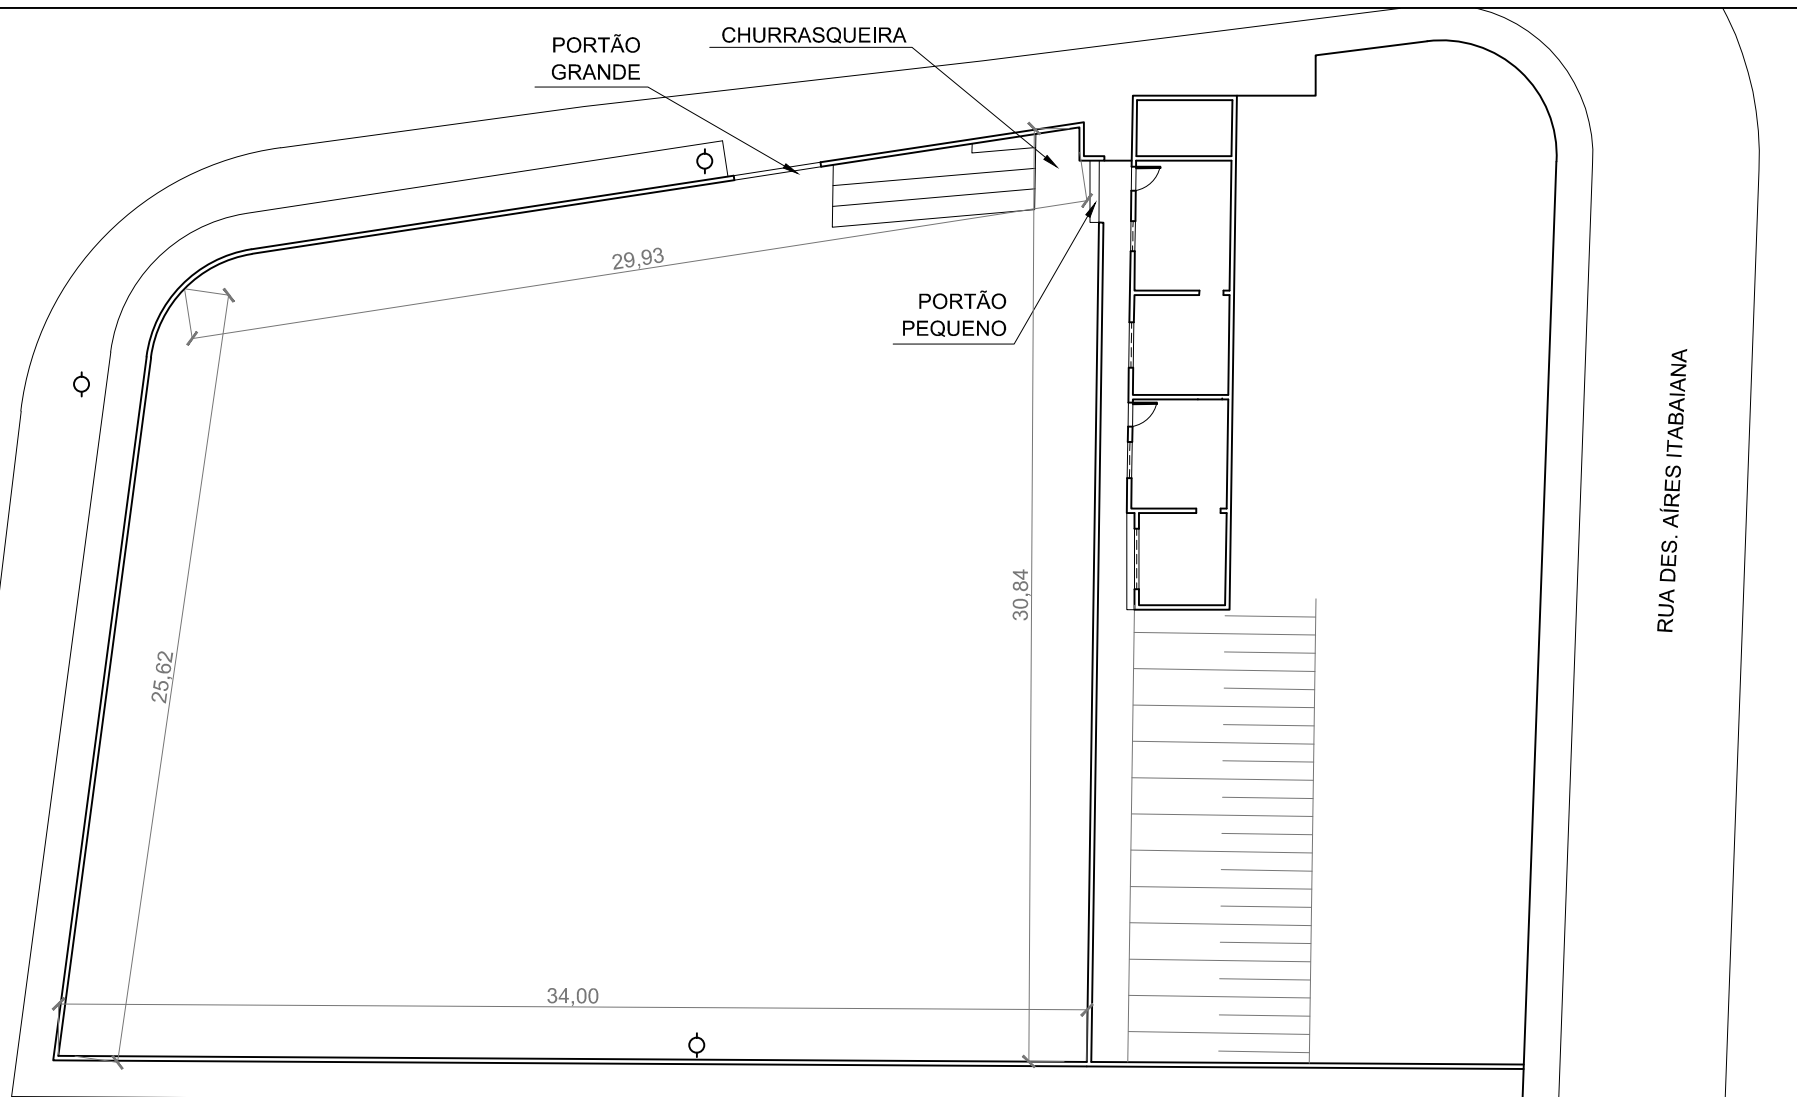 PORTÃO
GRANDE
CHURRASQUEIRA
29,93
PORTÃO
PEQUENO
RUA DES. AÍRES ITABAIANA
30,84
25,62
34,00